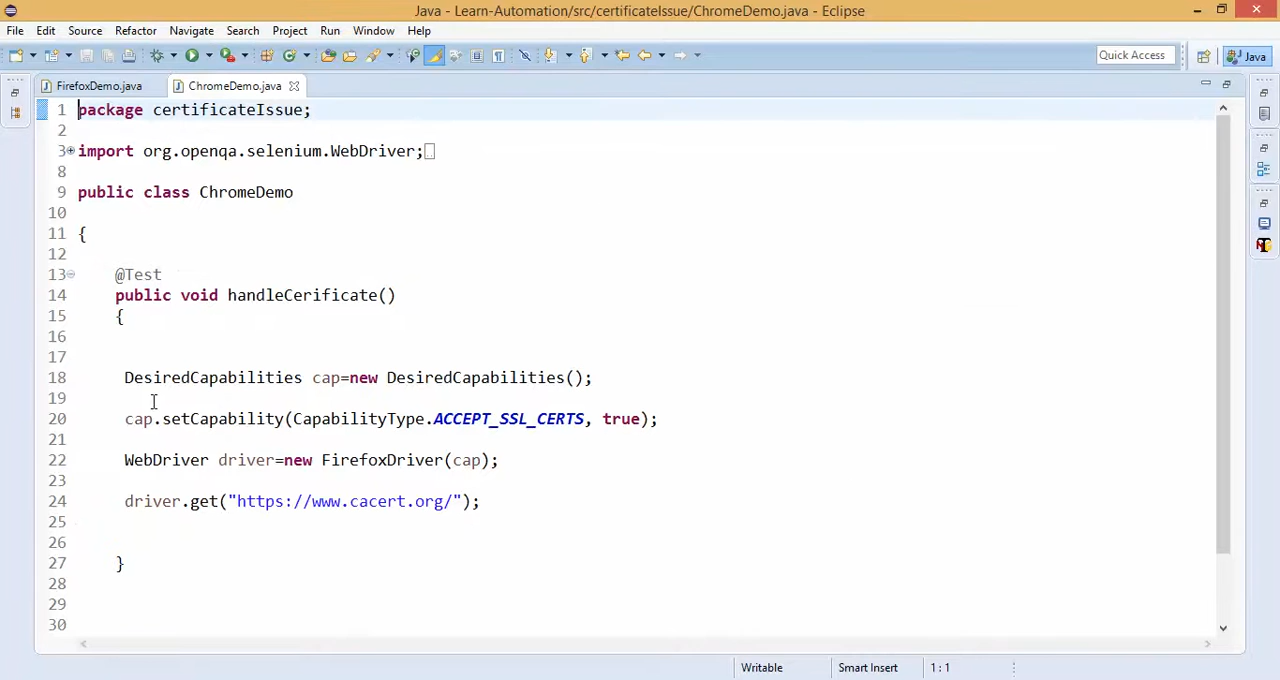 Java - Learn-Automation/src/certificateIssue/ChromeDemo.java - Eclipse
File Edit Source Refactor Navigate Search Project Run Window Help
Quick Access
Java
FirefoxDemo.java ChromeDemo.java
1 package certificateIssue;
2
3 import org.openqa.selenium.WebDriver;
8
9 public class ChromeDemo
10
11 {
12
13 @Test
14 public void handleCerificate()
15 {
16
17
18 DesiredCapabilities cap=new DesiredCapabilities();
19
20 cap.setCapability(CapabilityType.ACCEPT_SSL_CERTS, true);
21
22 WebDriver driver=new FirefoxDriver(cap);
23
24 driver.get("https://www.cacert.org/");
25
26
27 }
28
29
30
Writable Smart Insert 1 : 1